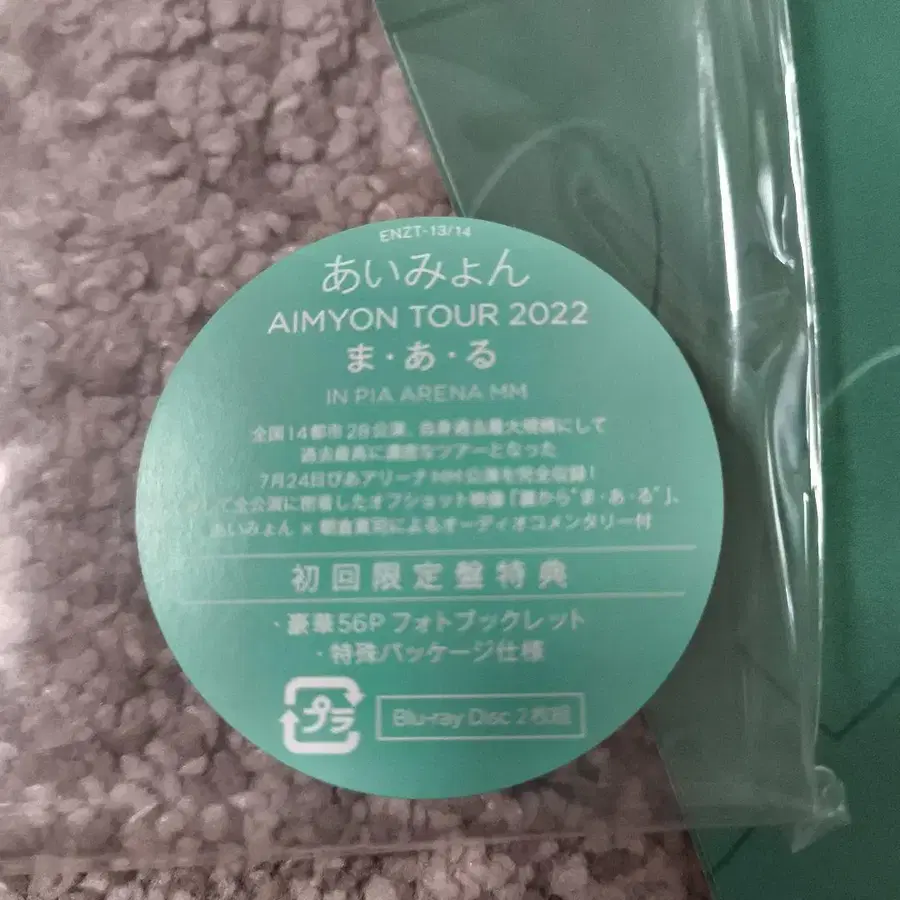 ENZT-13/14
あいみょん
AIMYON TOUR 2022
ま・あ・る
IN PIA ARENA MM
全国14都市28公演、自身過去最大規模にして
過去最高に濃密なツアーとなった
7月24日ぴあアリーナMM公演を完全収録!
して全公演に密着したオフショット映像「裏から"ま・あ・る"」、
あいみょん × によるオーディオコメンタリー付
初回限定盤特典
・豪華56P フォトブックレット
・特殊パッケージ仕様
プラ
Blu-ray Disc 2枚組